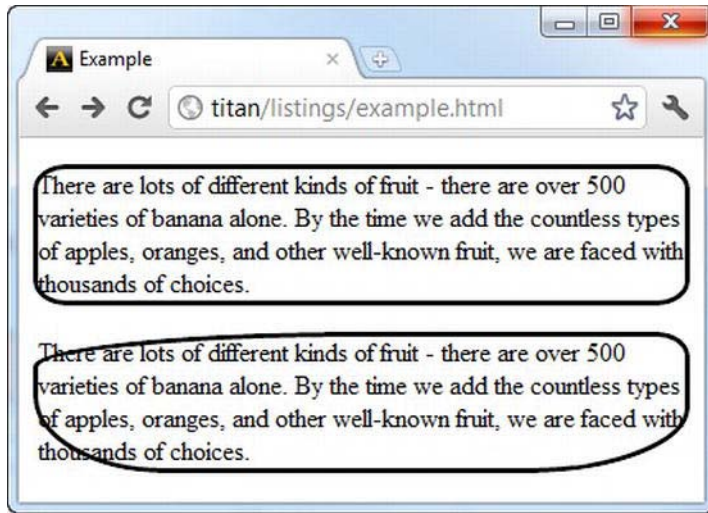 Example
titan/listings/example.html
There are lots of different kinds of fruit - there are over 500
varieties of banana alone. By the time we add the countless types
of apples, oranges, and other well-known fruit, we are faced with
thousands of choices.
There are lots of different kinds of fruit - there are over 500
varieties of banana alone. By the time we add the countless types
of apples, oranges, and other well-known fruit, we are faced with
thousands of choices.